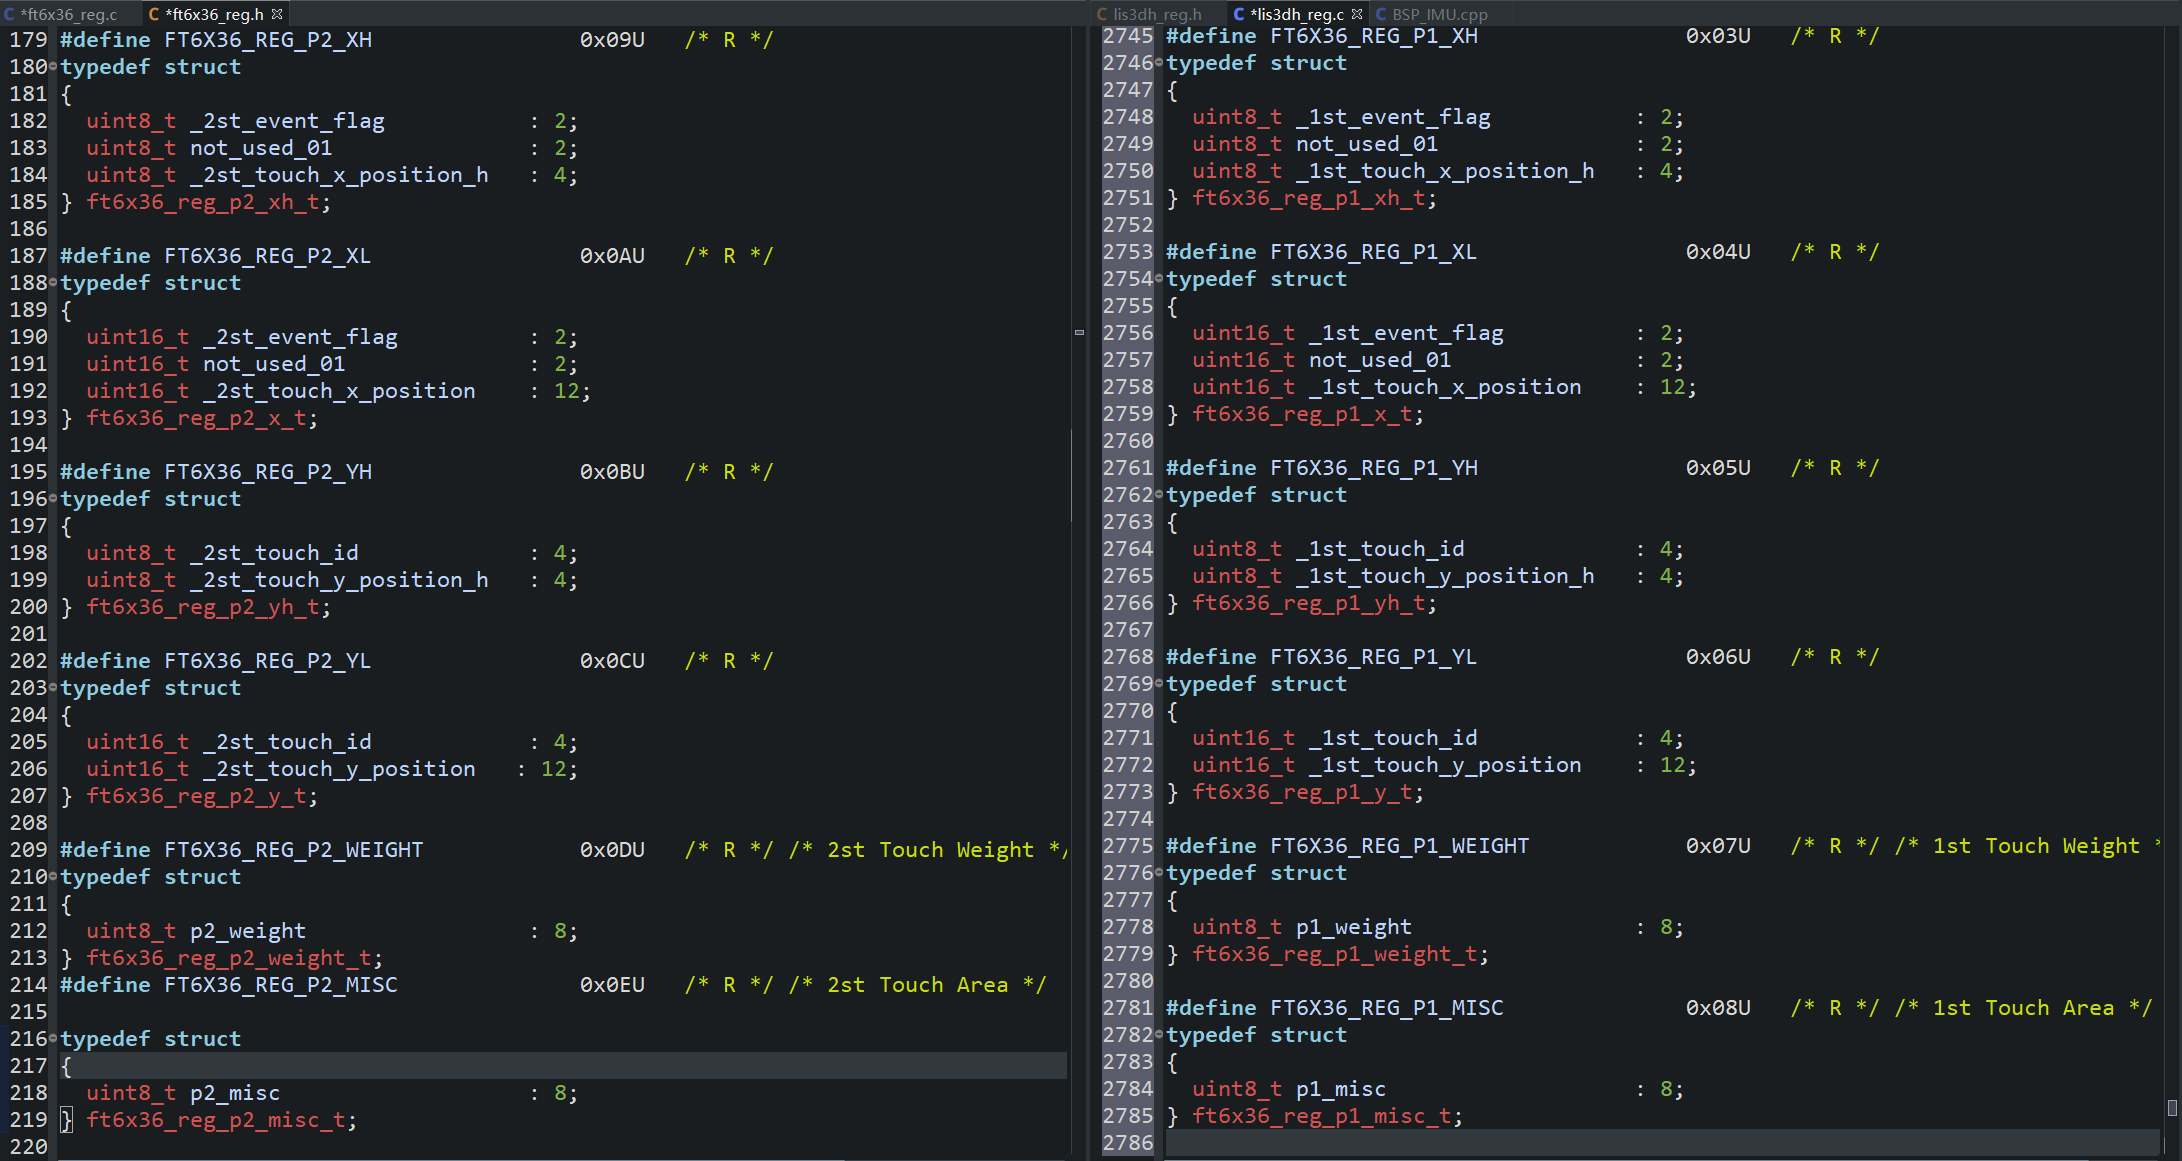 *ft6x36_reg.c   *ft6x36_reg.h
179 #define FT6X36_REG_P2_XH                0x09U   /* R */
180 typedef struct
181 {
182   uint8_t _2st_event_flag           : 2;
183   uint8_t not_used_01               : 2;
184   uint8_t _2st_touch_x_position_h   : 4;
185 } ft6x36_reg_p2_xh_t;
186
187 #define FT6X36_REG_P2_XL                0x0AU   /* R */
188 typedef struct
189 {
190   uint16_t _2st_event_flag          : 2;
191   uint16_t not_used_01              : 2;
192   uint16_t _2st_touch_x_position    : 12;
193 } ft6x36_reg_p2_x_t;
194
195 #define FT6X36_REG_P2_YH                0x0BU   /* R */
196 typedef struct
197 {
198   uint8_t _2st_touch_id             : 4;
199   uint8_t _2st_touch_y_position_h   : 4;
200 } ft6x36_reg_p2_yh_t;
201
202 #define FT6X36_REG_P2_YL                0x0CU   /* R */
203 typedef struct
204 {
205   uint16_t _2st_touch_id            : 4;
206   uint16_t _2st_touch_y_position   : 12;
207 } ft6x36_reg_p2_y_t;
208
209 #define FT6X36_REG_P2_WEIGHT            0x0DU   /* R */ /* 2st Touch Weight */
210 typedef struct
211 {
212   uint8_t p2_weight                 : 8;
213 } ft6x36_reg_p2_weight_t;
214 #define FT6X36_REG_P2_MISC              0x0EU   /* R */ /* 2st Touch Area */
215
216 typedef struct
217 {
218   uint8_t p2_misc                   : 8;
219 } ft6x36_reg_p2_misc_t;
220
lis3dh_reg.h   *lis3dh_reg.c   BSP_IMU.cpp
2745 #define FT6X36_REG_P1_XH                0x03U   /* R */
2746 typedef struct
2747 {
2748   uint8_t _1st_event_flag           : 2;
2749   uint8_t not_used_01               : 2;
2750   uint8_t _1st_touch_x_position_h   : 4;
2751 } ft6x36_reg_p1_xh_t;
2752
2753 #define FT6X36_REG_P1_XL                0x04U   /* R */
2754 typedef struct
2755 {
2756   uint16_t _1st_event_flag          : 2;
2757   uint16_t not_used_01              : 2;
2758   uint16_t _1st_touch_x_position    : 12;
2759 } ft6x36_reg_p1_x_t;
2760
2761 #define FT6X36_REG_P1_YH                0x05U   /* R */
2762 typedef struct
2763 {
2764   uint8_t _1st_touch_id             : 4;
2765   uint8_t _1st_touch_y_position_h   : 4;
2766 } ft6x36_reg_p1_yh_t;
2767
2768 #define FT6X36_REG_P1_YL                0x06U   /* R */
2769 typedef struct
2770 {
2771   uint16_t _1st_touch_id            : 4;
2772   uint16_t _1st_touch_y_position    : 12;
2773 } ft6x36_reg_p1_y_t;
2774
2775 #define FT6X36_REG_P1_WEIGHT            0x07U   /* R */ /* 1st Touch Weight *
2776 typedef struct
2777 {
2778   uint8_t p1_weight                 : 8;
2779 } ft6x36_reg_p1_weight_t;
2780
2781 #define FT6X36_REG_P1_MISC              0x08U   /* R */ /* 1st Touch Area */
2782 typedef struct
2783 {
2784   uint8_t p1_misc                   : 8;
2785 } ft6x36_reg_p1_misc_t;
2786